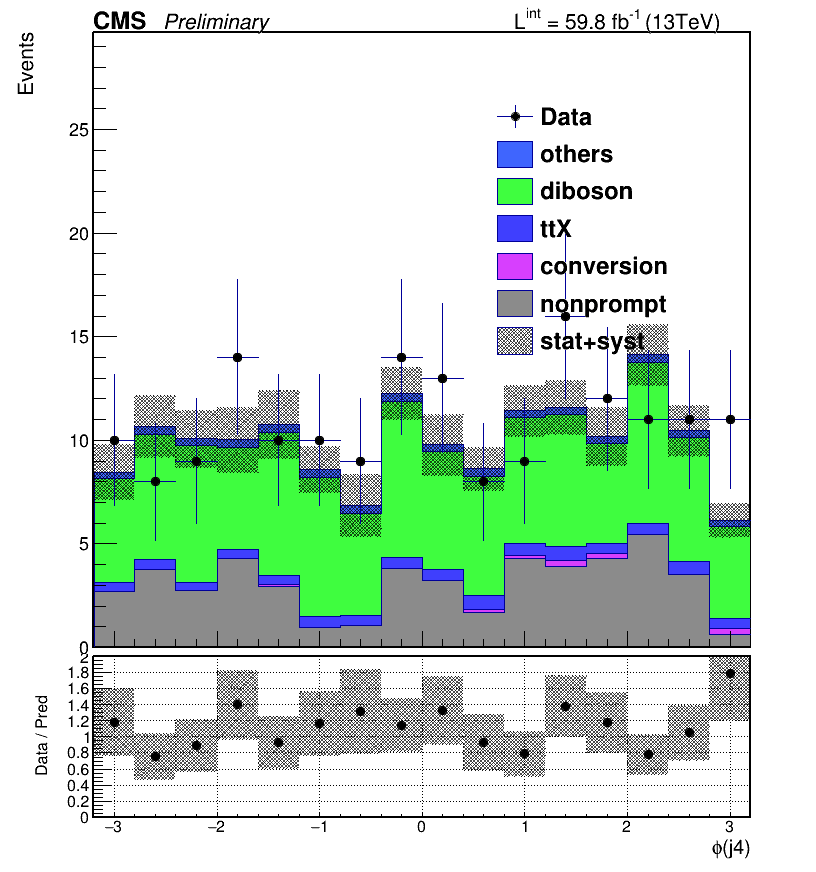 CMS Preliminary L^int = 59.8 fb^-1 (13TeV)
Events
25
20
15
10
5
0
Data
others
diboson
ttX
conversion
nonprompt
stat+syst
Data / Pred
2
1.8
1.6
1.4
1.2
1
0.8
0.6
0.4
0.2
0
−3 −2 −1 0 1 2 3
ϕ(j4)